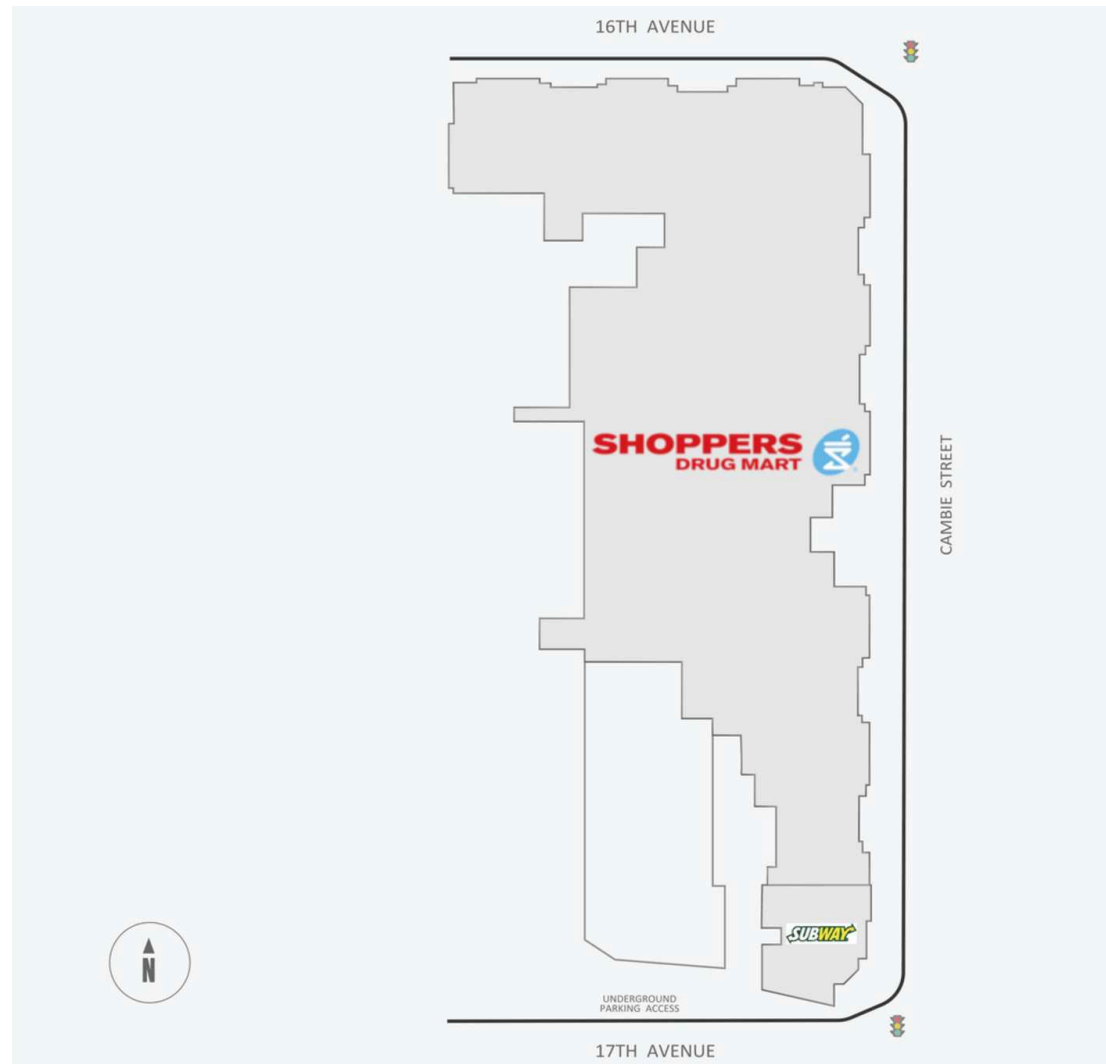 16TH AVENUE
SHOPPERS
DRUG MART
CAMBIE STREET
SUBWAY
N
UNDERGROUND
PARKING ACCESS
17TH AVENUE